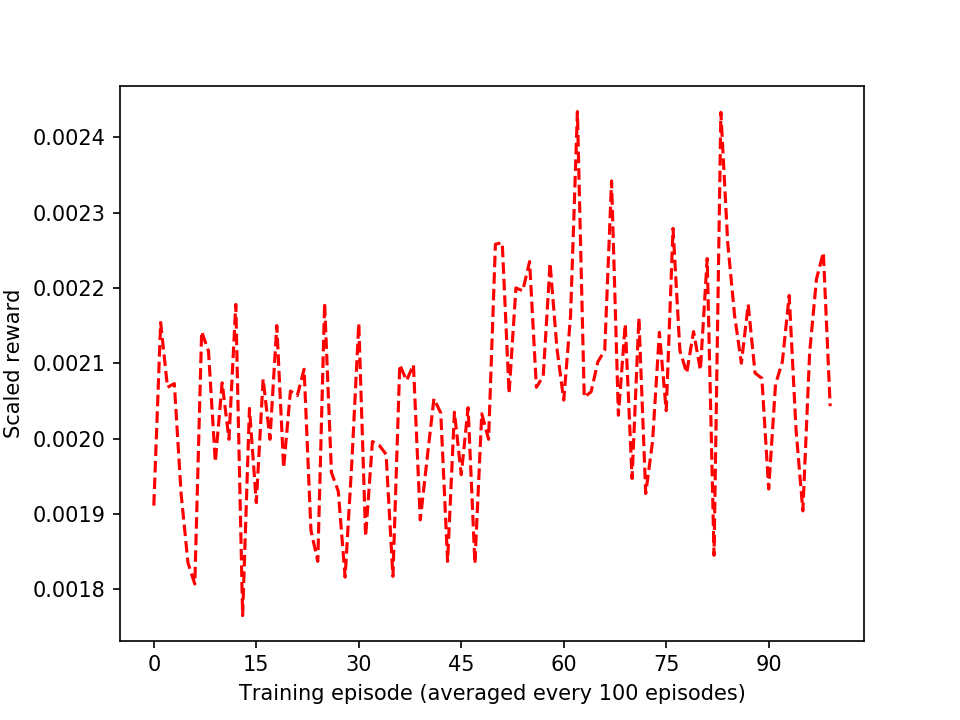 0.0024
0.0023
0.0022
0.0021
0.0020
0.0019
0.0018
Scaled reward
0 15 30 45 60 75 90
Training episode (averaged every 100 episodes)